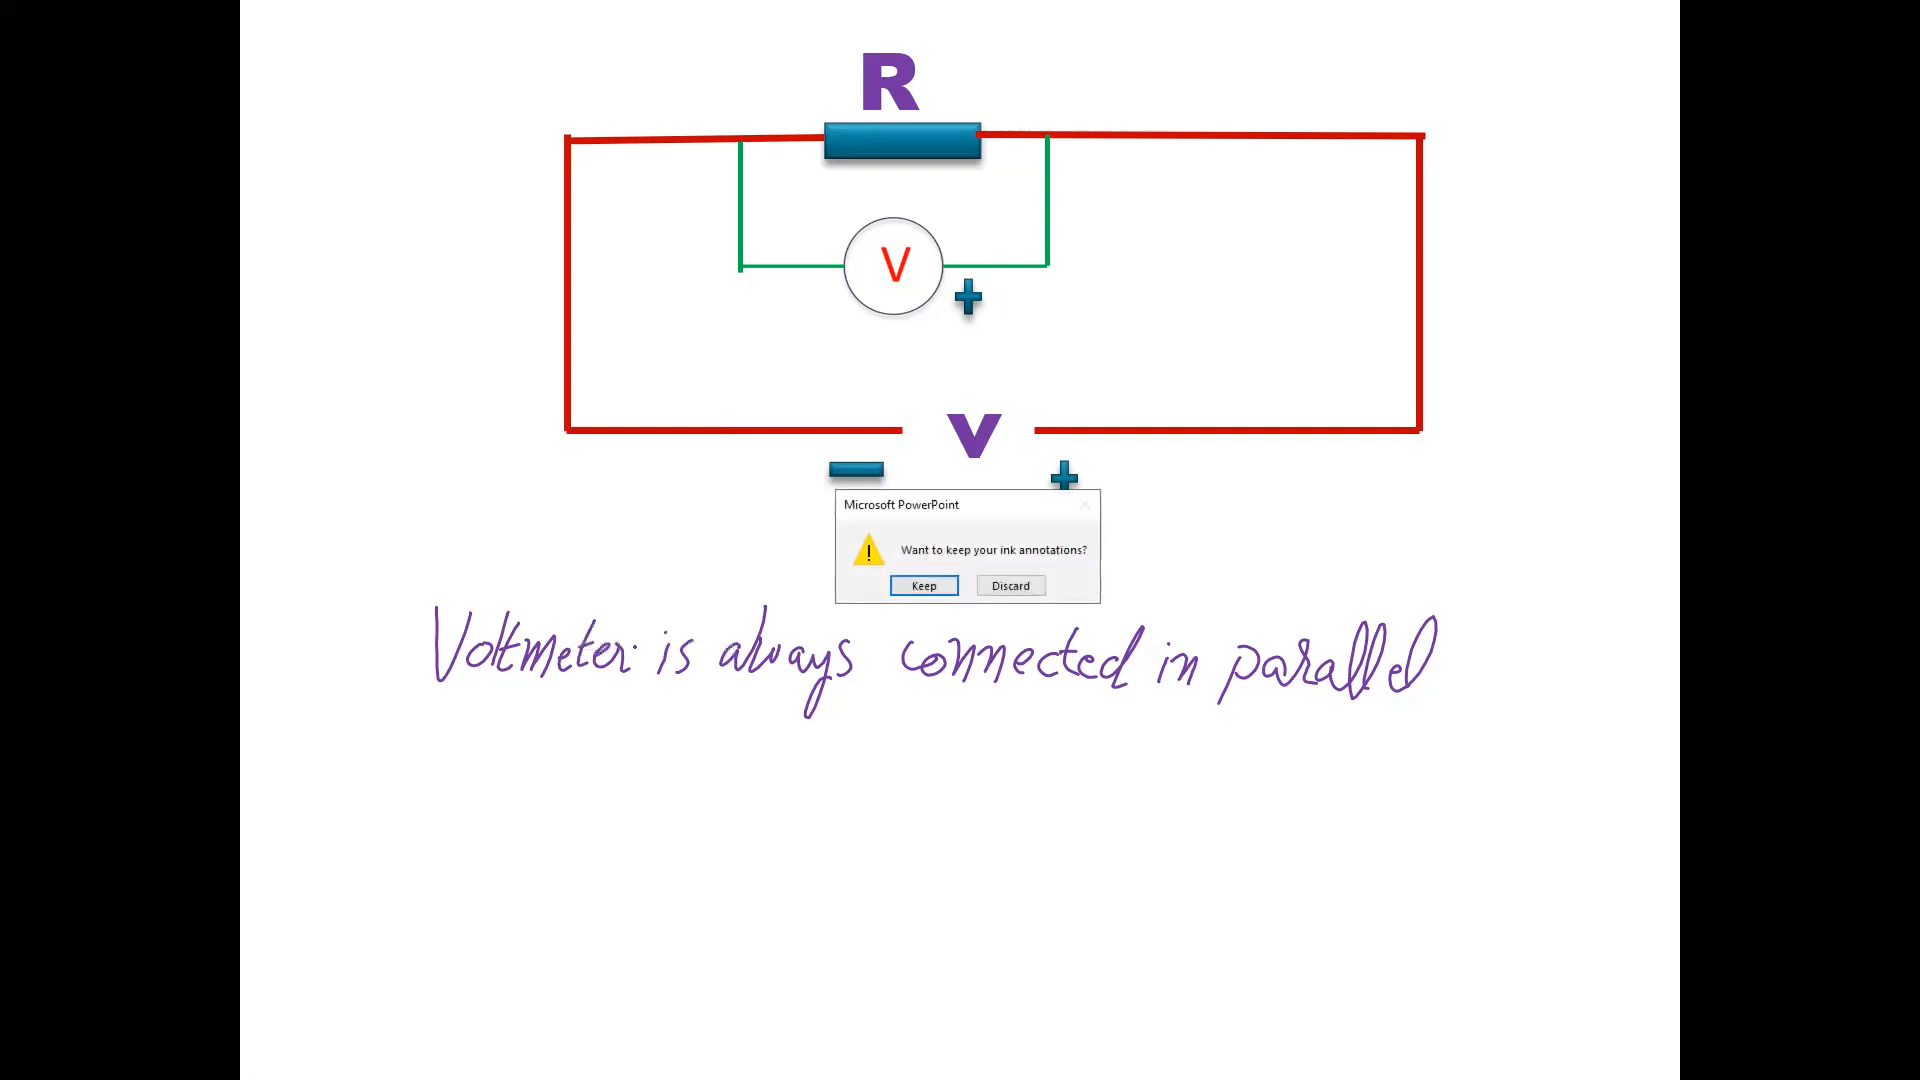 R
V
V
Microsoft PowerPoint
Want to keep your ink annotations?
Keep Discard
Voltmeter is always connected in parallel